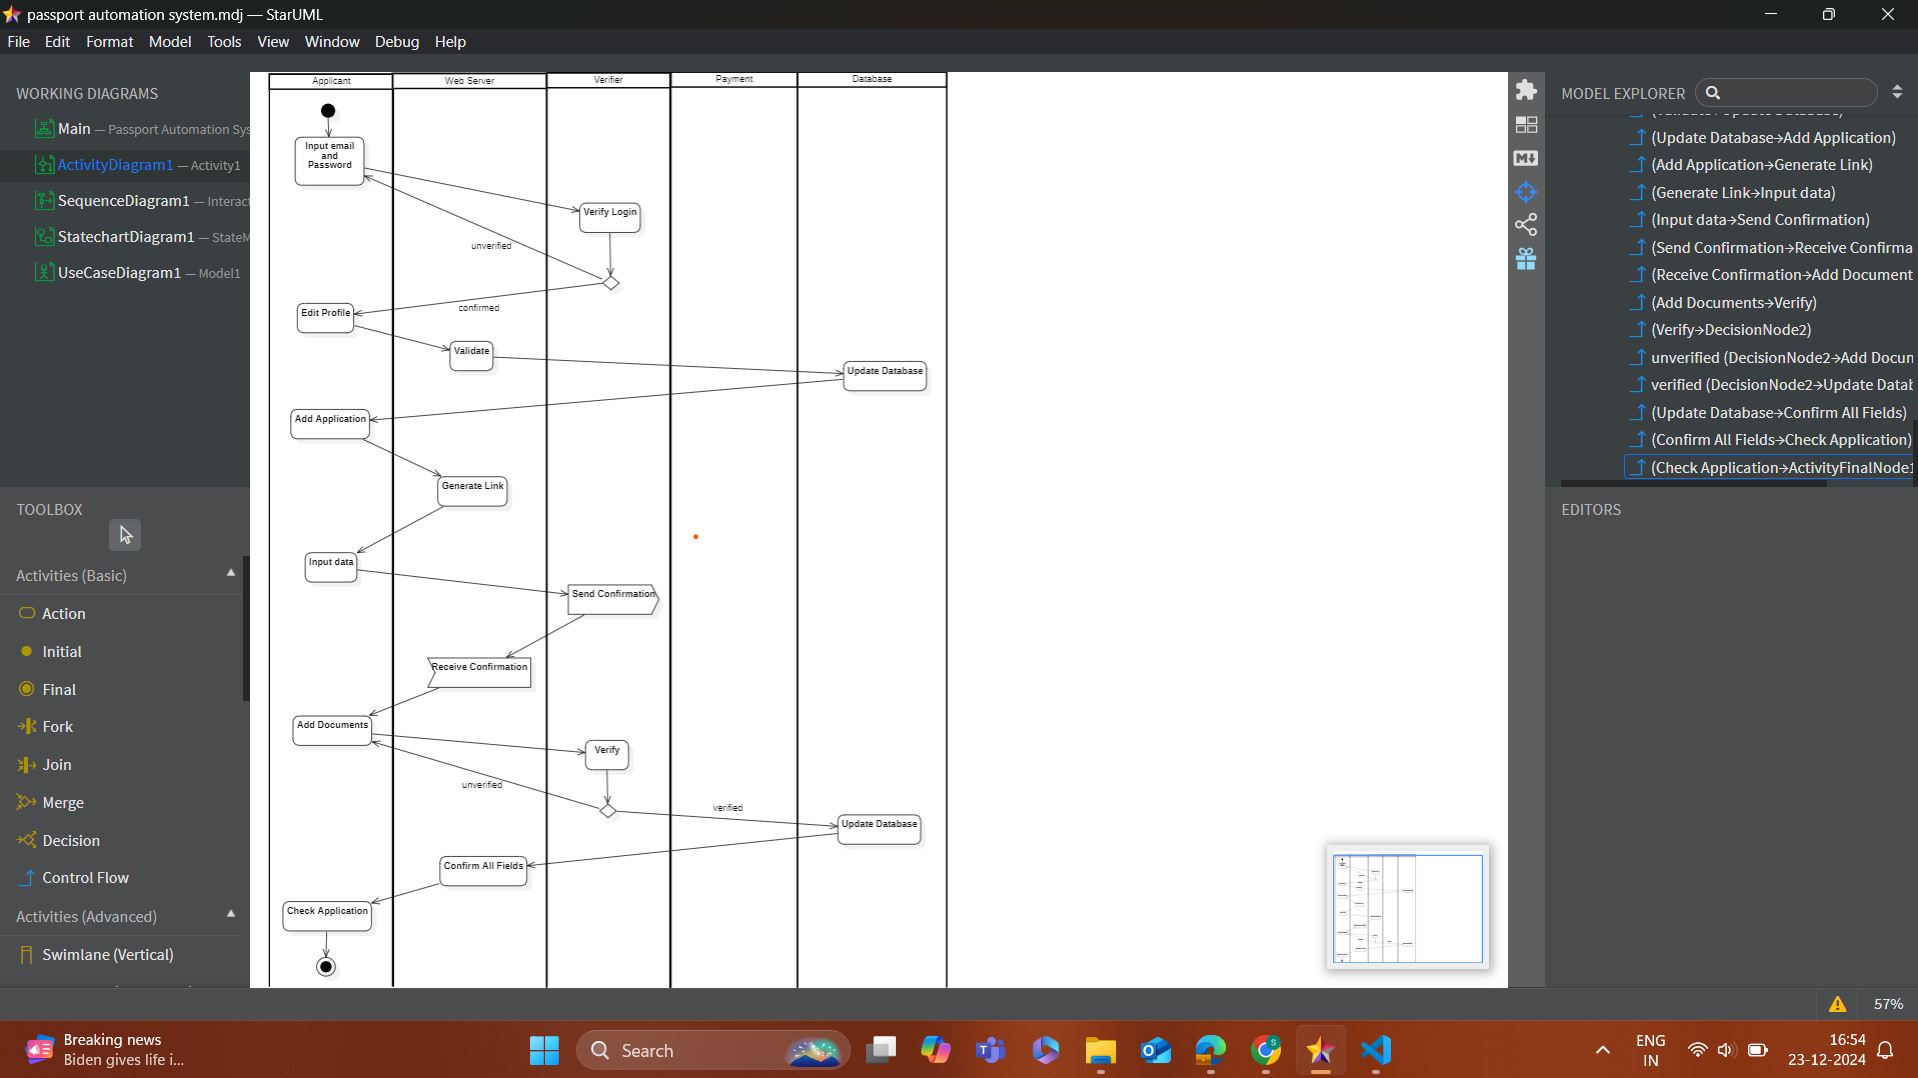 passport automation system.mdj — StarUML
File Edit Format Model Tools View Window Debug Help
WORKING DIAGRAMS
Main — Passport Automation Sys
ActivityDiagram1 — Activity1
SequenceDiagram1 — Interact
StatechartDiagram1 — StateM
UseCaseDiagram1 — Model1
TOOLBOX
Activities (Basic)
Action
Initial
Final
Fork
Join
Merge
Decision
Control Flow
Activities (Advanced)
Swimlane (Vertical)
Applicant
Web Server
Verifier
Payment
Database
Input email
and
Password
Verify Login
unverified
confirmed
Edit Profile
Validate
Update Database
Add Application
Generate Link
Input data
Send Confirmation
Receive Confirmation
Add Documents
Verify
unverified
verified
Update Database
Confirm All Fields
Check Application
MODEL EXPLORER
(Update Database→Add Application)
(Add Application→Generate Link)
(Generate Link→Input data)
(Input data→Send Confirmation)
(Send Confirmation→Receive Confirma
(Receive Confirmation→Add Document
(Add Documents→Verify)
(Verify→DecisionNode2)
unverified (DecisionNode2→Add Docun
verified (DecisionNode2→Update Datab
(Update Database→Confirm All Fields)
(Confirm All Fields→Check Application)
(Check Application→ActivityFinalNode1
EDITORS
57%
Breaking news
Biden gives life i...
Search
ENG
IN
16:54
23-12-2024